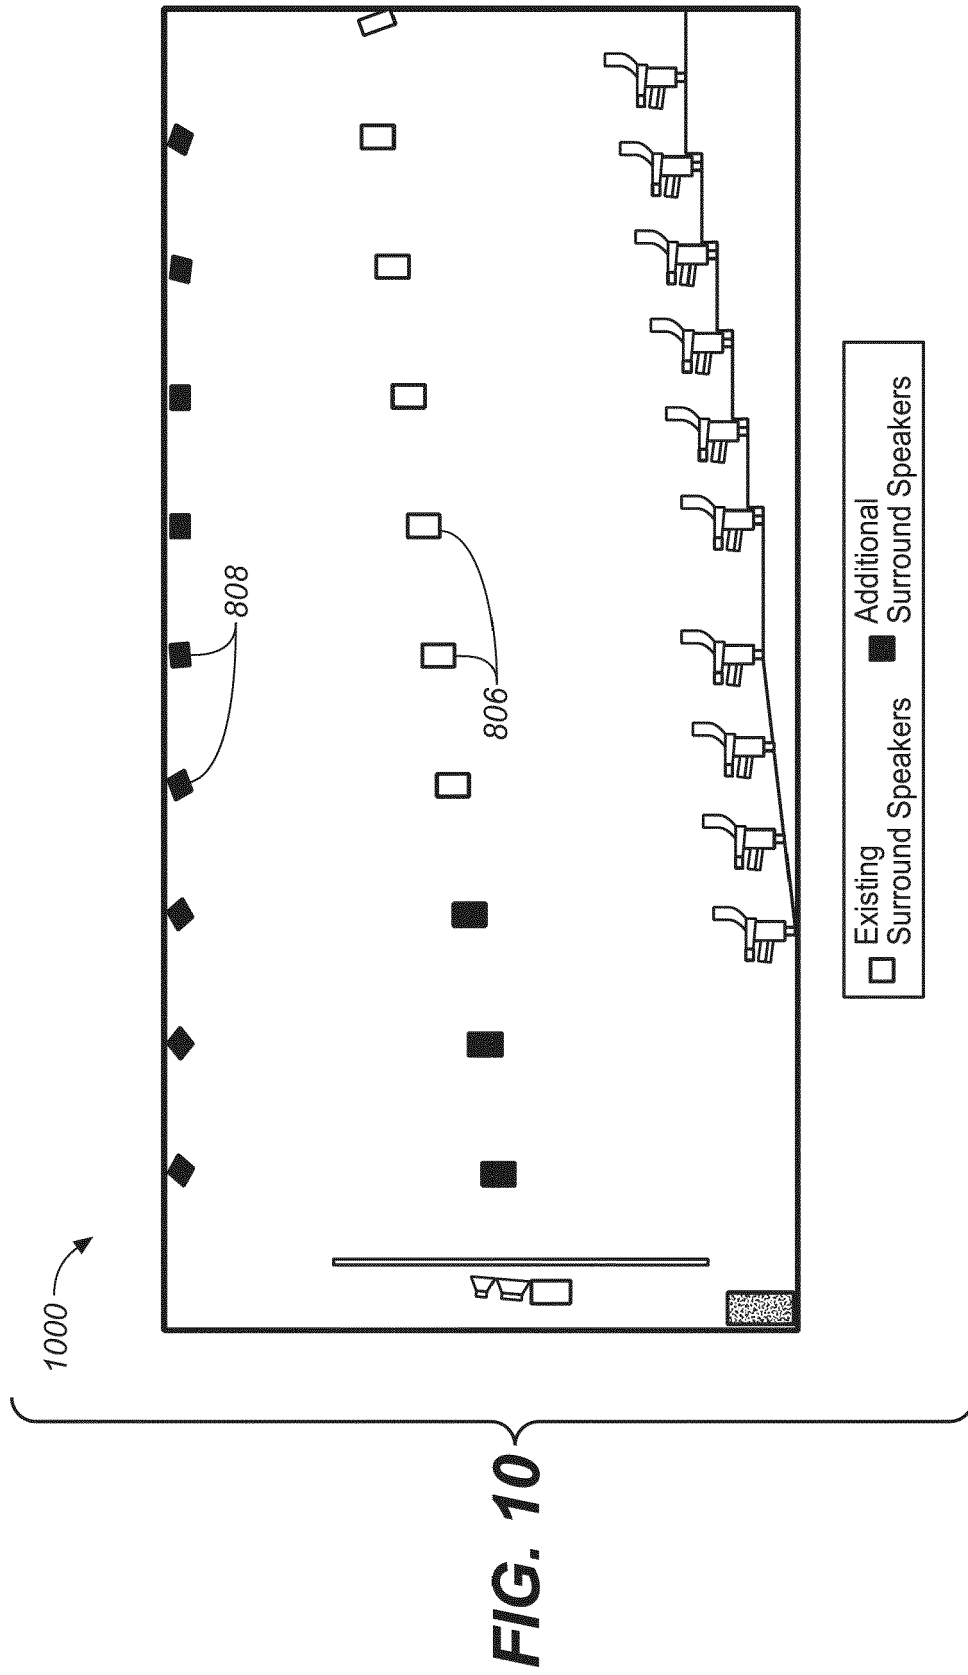 1000
808
806
Existing
Surround Speakers
Additional
Surround Speakers
FIG. 10